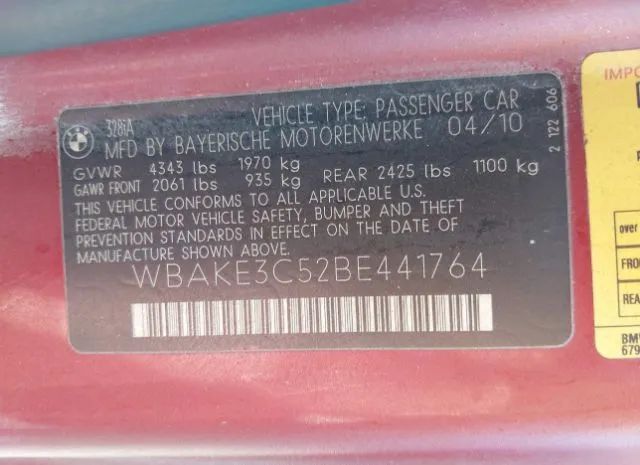 BMW
328iA
VEHICLE TYPE: PASSENGER CAR
MFD BY BAYERISCHE MOTORENWERKE 04/10
GVWR 4343 lbs 1970 kg
GAWR FRONT 2061 lbs 935 kg REAR 2425 lbs 1100 kg
THIS VEHICLE CONFORMS TO ALL APPLICABLE U.S.
FEDERAL MOTOR VEHICLE SAFETY, BUMPER AND THEFT
PREVENTION STANDARDS IN EFFECT ON THE DATE OF
MANUFACTURE SHOWN ABOVE.
WBAKE3C52BE441764
2 122 606
over
REA
BMW
679